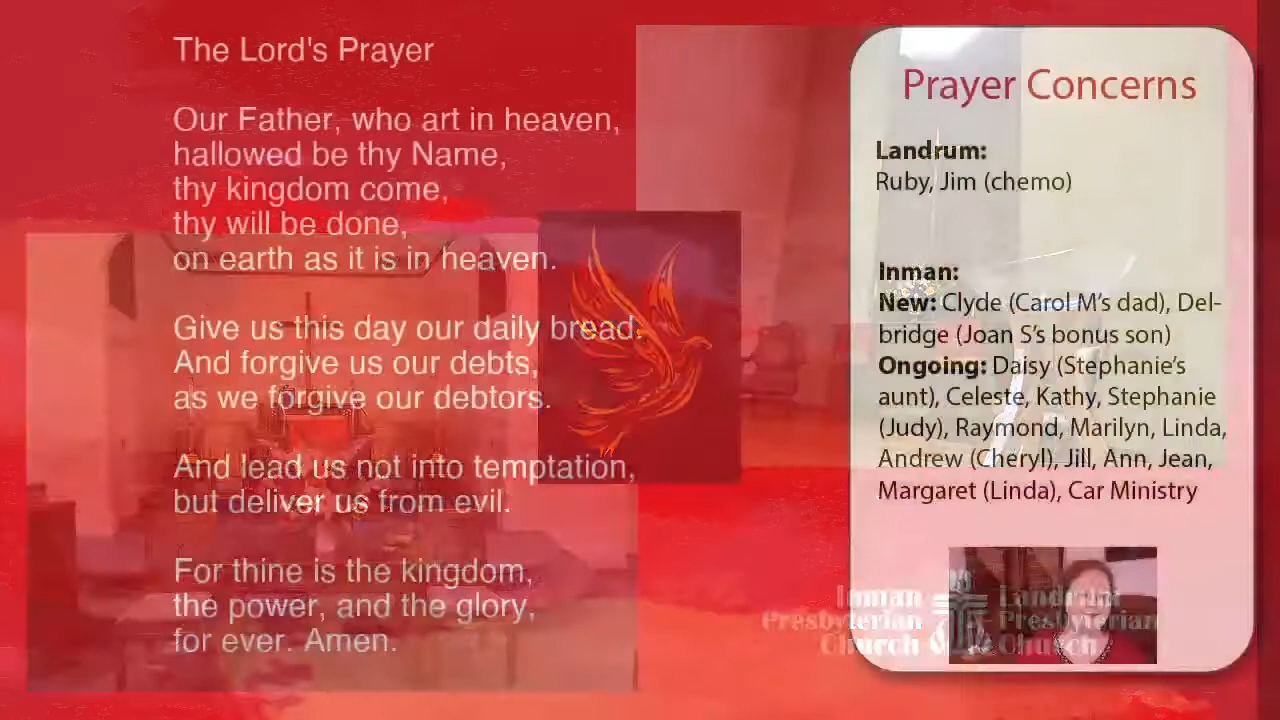 The Lord's Prayer
Our Father, who art in heaven,
hallowed be thy Name,
thy kingdom come,
thy will be done,
on earth as it is in heaven.
Give us this day our daily bread.
And forgive us our debts,
as we forgive our debtors.
And lead us not into temptation,
but deliver us from evil.
For thine is the kingdom,
the power, and the glory,
for ever. Amen.
Prayer Concerns
Landrum:
Ruby, Jim (chemo)
Inman:
New: Clyde (Carol M's dad), Del-
bridge (Joan S's bonus son)
Ongoing: Daisy (Stephanie's
aunt), Celeste, Kathy, Stephanie
(Judy), Raymond, Marilyn, Linda,
Andrew (Cheryl), Jill, Ann, Jean,
Margaret (Linda), Car Ministry
Inman
Presbyterian
Church
Landrum
Presbyterian
Church